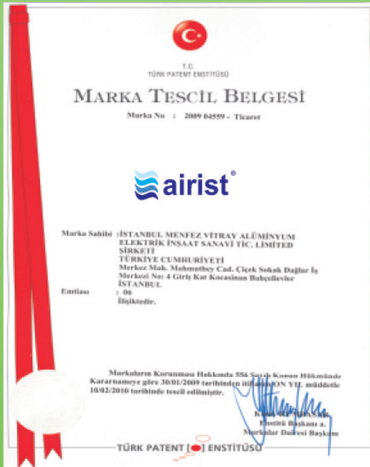 T.C.
TÜRK PATENT ENSTİTÜSÜ
MARKA TESCİL BELGESİ
Marka No : 2009 04559 - Ticaret
airist®
Marka Sahibi :İSTANBUL MENFEZ VİTRAY ALÜMİNYUM
ELEKTRİK İNŞAAT SANAYİ TİC. LIMITED
ŞİRKETİ
TÜRKİYE CUMHURİYETİ
Merkez Mah. Mahmutbey Cad. Çiçek Sokak Dağlar İş
Merkezi No: 4 Giriş Kat Kocasinan Bahçelievler
İSTANBUL
Emtiası : 06
İlişiktedir.
Markaların Korunması Hakkında 556 Sayılı Kanun Hükmünde
Kararnameye göre 30/01/2009 tarihinden ON YIL müddetle
10/02/2010 tarihinde tescil edilmiştir.
Enstitü Başkanı a.
Markalar Dairesi Başkanı
TÜRK PATENT ENSTİTÜSÜ